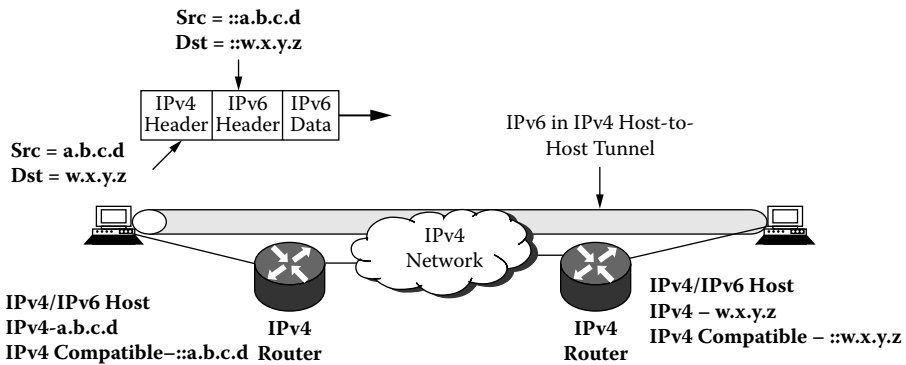 Src = ::a.b.c.d
Dst = ::w.x.y.z
IPv4
Header
IPv6
Header
IPv6
Data
IPv6 in IPv4 Host-to-
Host Tunnel
Src = a.b.c.d
Dst = w.x.y.z
IPv4
Network
IPv4/IPv6 Host
IPv4-a.b.c.d
IPv4 Compatible–::a.b.c.d
IPv4
Router
IPv4
Router
IPv4/IPv6 Host
IPv4 – w.x.y.z
IPv4 Compatible – ::w.x.y.z